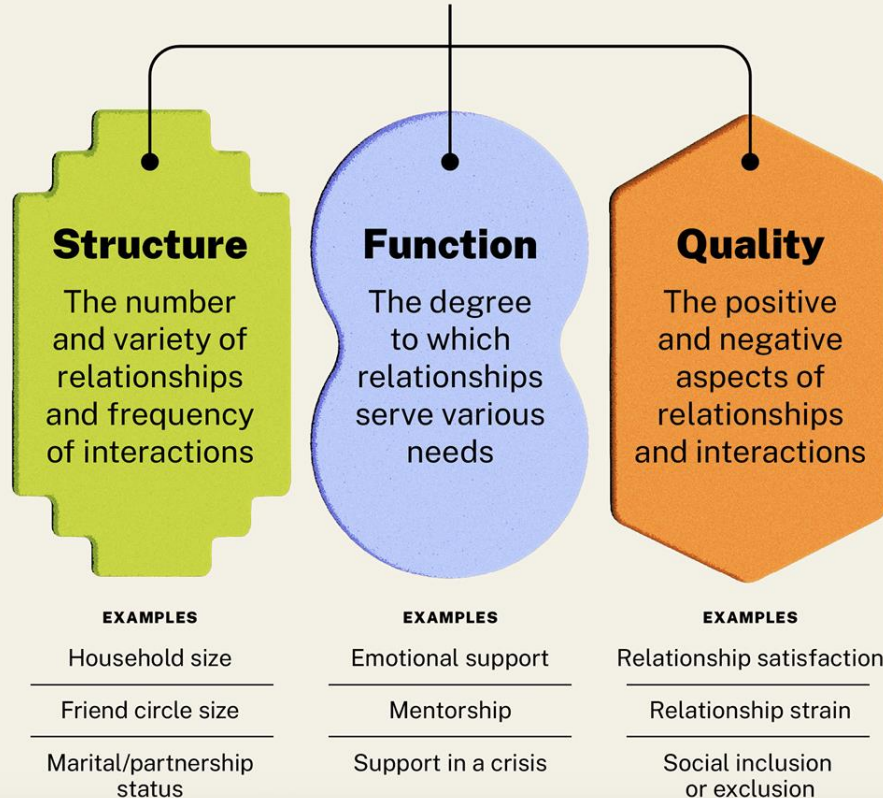 Structure
The number
and variety of
relationships
and frequency
of interactions
Function
The degree
to which
relationships
serve various
needs
Quality
The positive
and negative
aspects of
relationships
and interactions
EXAMPLES
Household size
Friend circle size
Marital/partnership
status
EXAMPLES
Emotional support
Mentorship
Support in a crisis
EXAMPLES
Relationship satisfaction
Relationship strain
Social inclusion
or exclusion